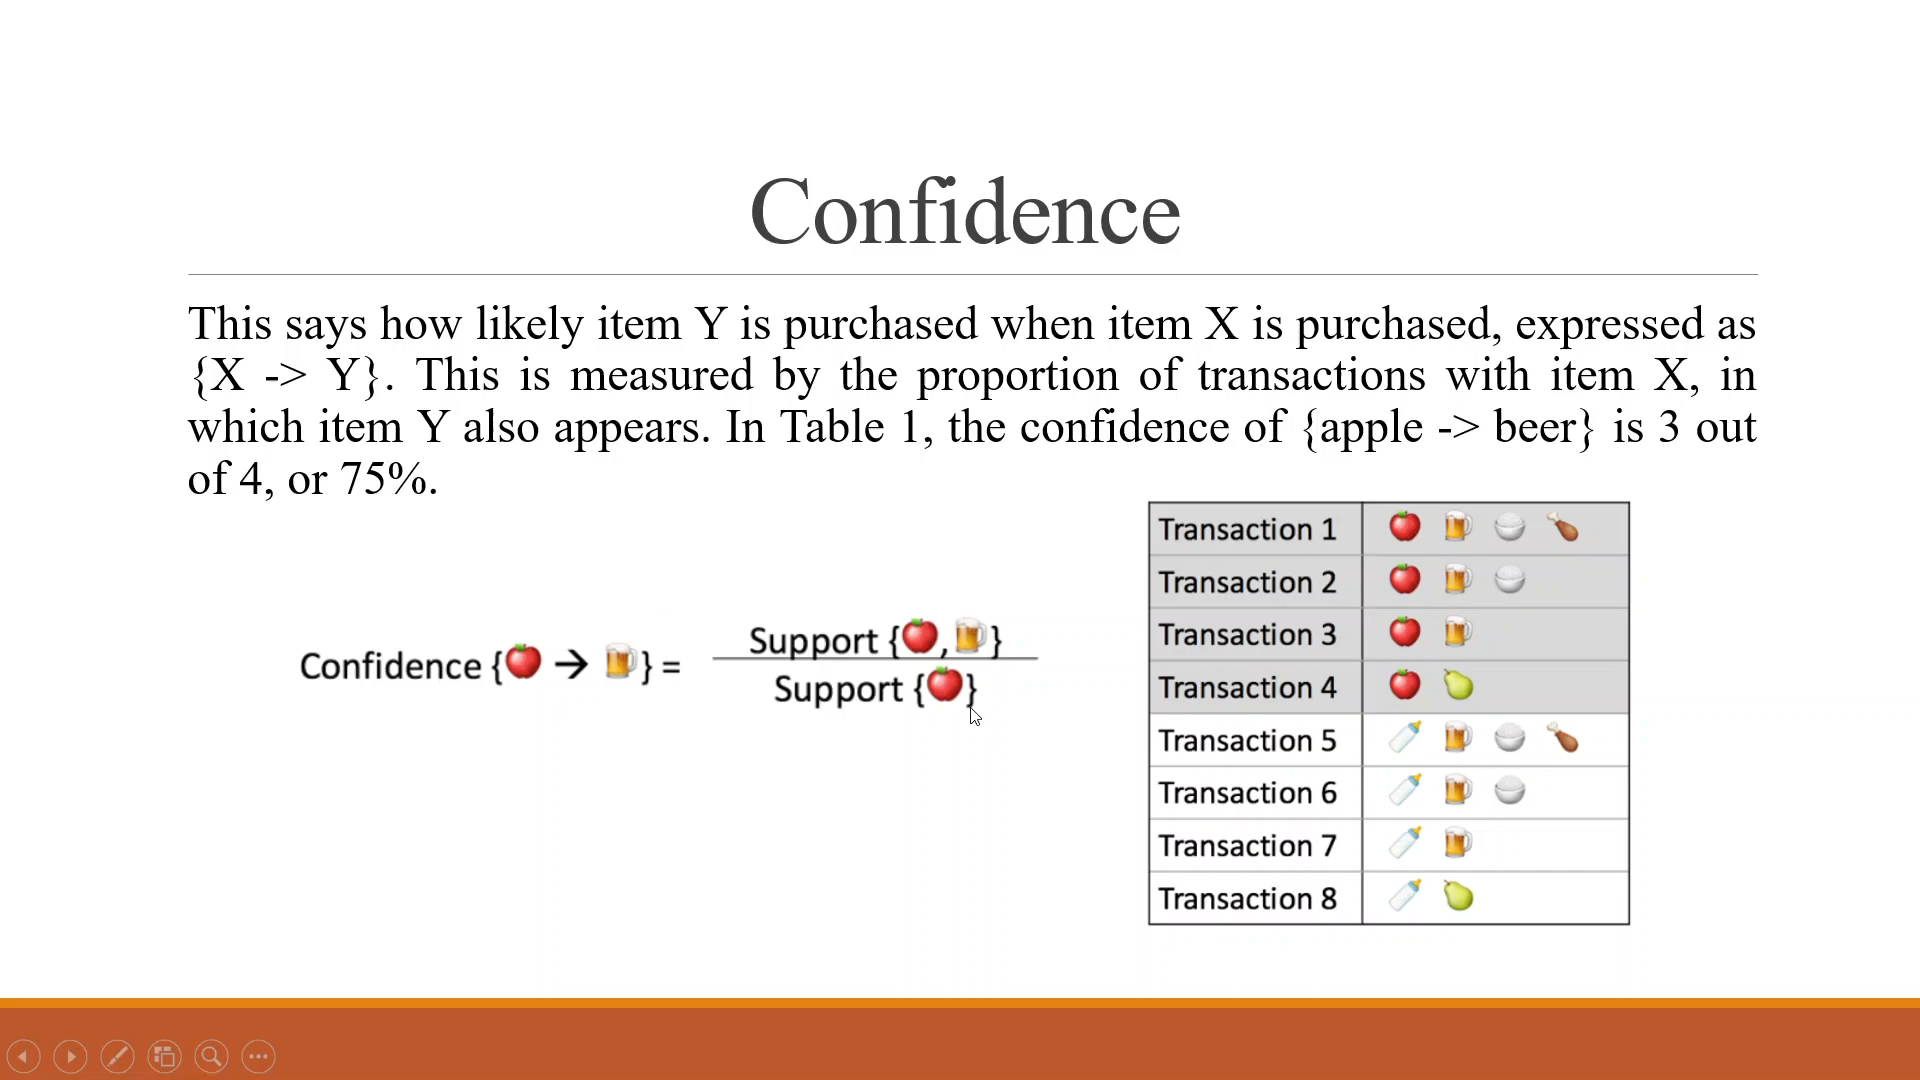 Confidence
This says how likely item Y is purchased when item X is purchased, expressed as
{X -> Y}. This is measured by the proportion of transactions with item X, in
which item Y also appears. In Table 1, the confidence of {apple -> beer} is 3 out
of 4, or 75%.
Confidence {🍎 → 🍺} =
Support {🍎, 🍺}
Support {🍎}
Transaction 1
Transaction 2
Transaction 3
Transaction 4
Transaction 5
Transaction 6
Transaction 7
Transaction 8